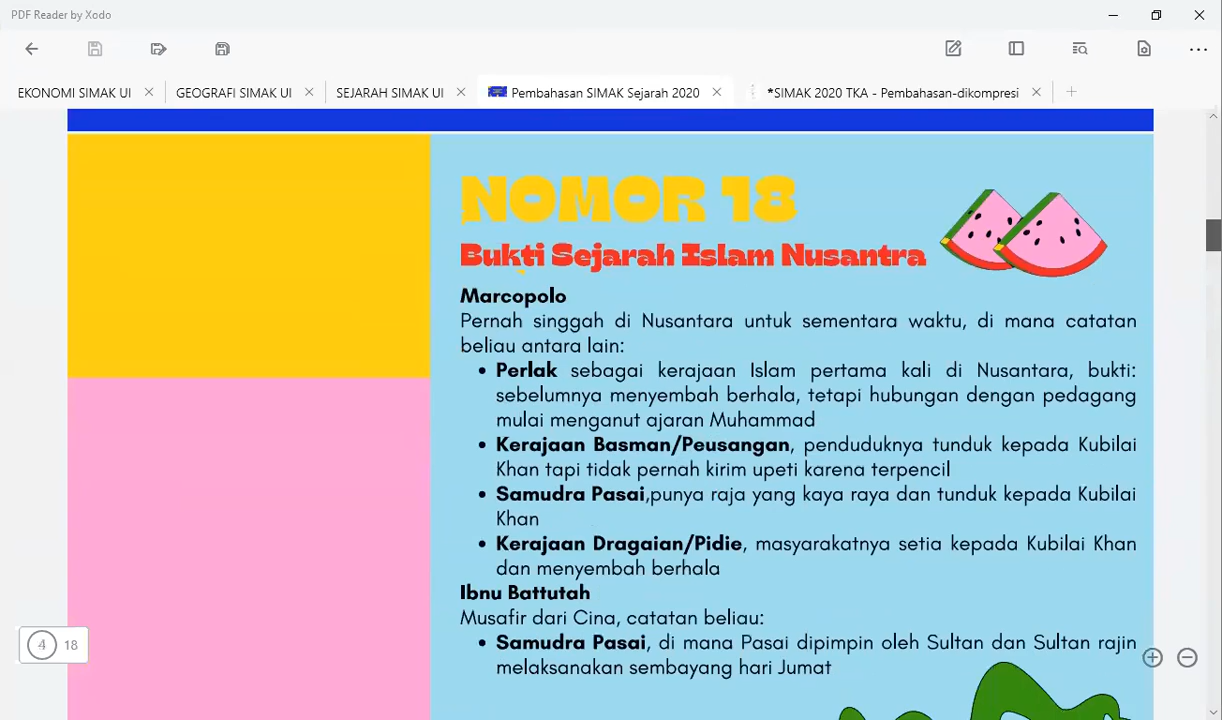 PDF Reader by Xodo
EKONOMI SIMAK UI
GEOGRAFI SIMAK UI
SEJARAH SIMAK UI
Pembahasan SIMAK Sejarah 2020
*SIMAK 2020 TKA - Pembahasan-dikompresi
NOMOR 18
Bukti Sejarah Islam Nusantra
Marcopolo
Pernah singgah di Nusantara untuk sementara waktu, di mana catatan
beliau antara lain:
• Perlak sebagai kerajaan Islam pertama kali di Nusantara, bukti:
sebelumnya menyembah berhala, tetapi hubungan dengan pedagang
mulai menganut ajaran Muhammad
• Kerajaan Basman/Peusangan, penduduknya tunduk kepada Kubilai
Khan tapi tidak pernah kirim upeti karena terpencil
• Samudra Pasai,punya raja yang kaya raya dan tunduk kepada Kubilai
Khan
• Kerajaan Dragaian/Pidie, masyarakatnya setia kepada Kubilai Khan
dan menyembah berhala
Ibnu Battutah
Musafir dari Cina, catatan beliau:
• Samudra Pasai, di mana Pasai dipimpin oleh Sultan dan Sultan rajin
melaksanakan sembayang hari Jumat
4 18